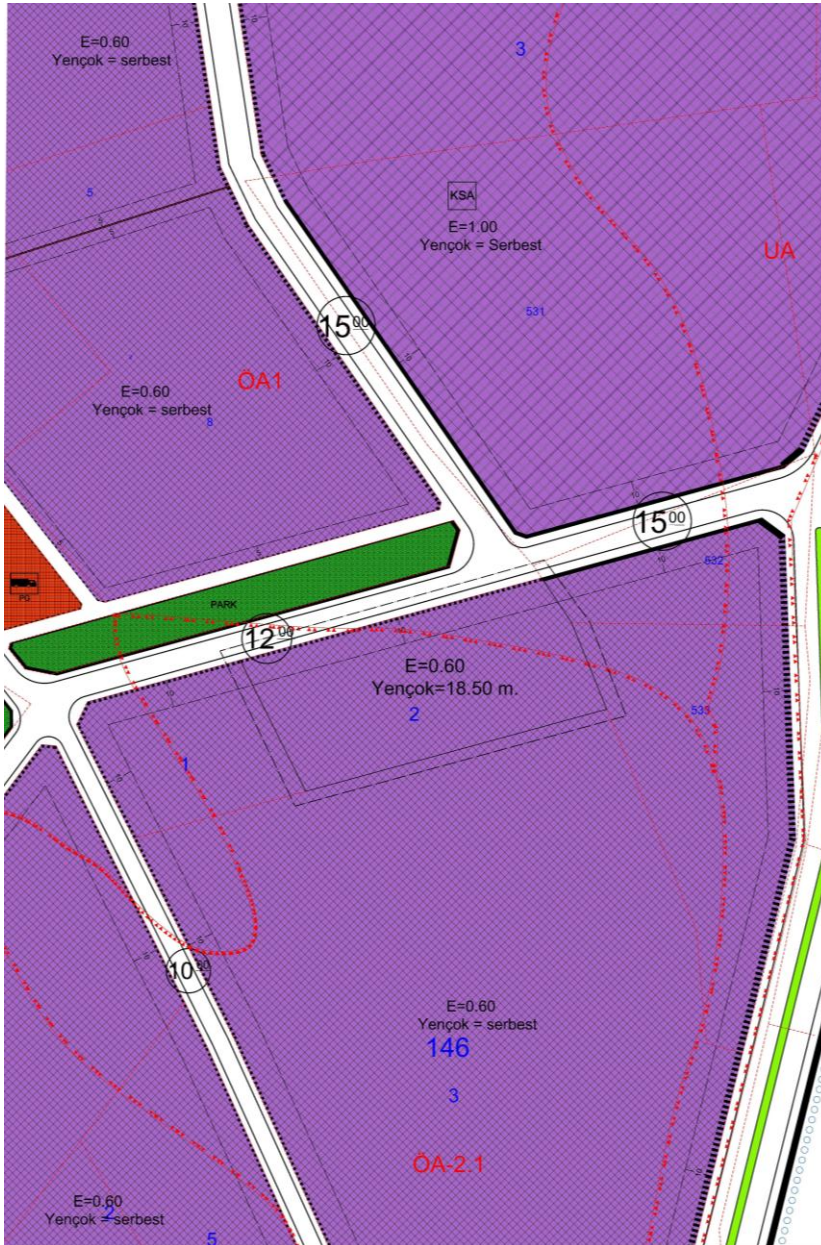 E=0.60
Yençok = serbest
3
5
KSA
E=1.00
Yençok = Serbest
UA
531
15⁰⁰
ÖA1
E=0.60
Yençok = serbest
8
15⁰⁰
532
PARK
12⁰⁰
E=0.60
Yençok=18.50 m.
2
533
1
10
E=0.60
Yençok = serbest
146
3
ÖA-2.1
E=0.60
Yençok = serbest
2
5